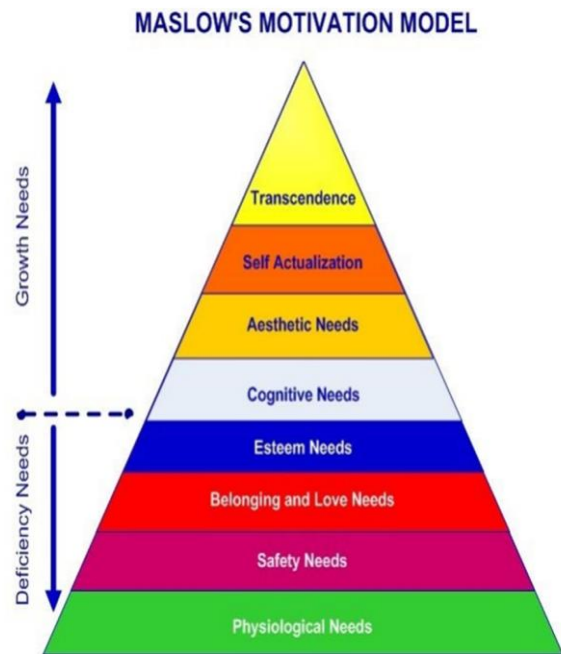 MASLOW'S MOTIVATION MODEL
Growth Needs
Deficiency Needs
Transcendence
Self Actualization
Aesthetic Needs
Cognitive Needs
Esteem Needs
Belonging and Love Needs
Safety Needs
Physiological Needs